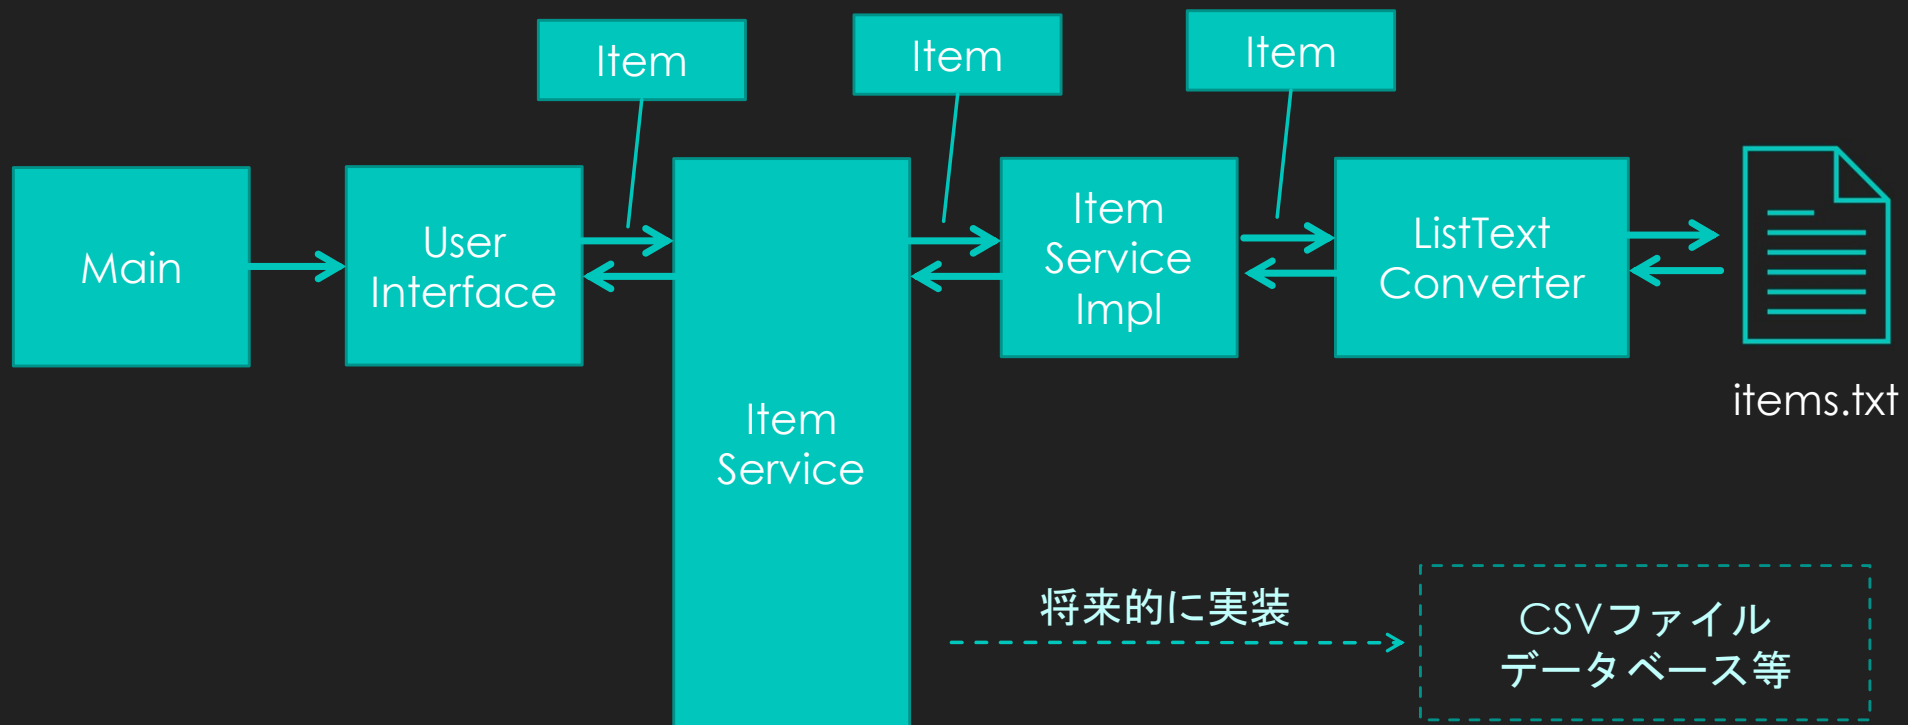 Item
Item
Item
Main
User
Interface
Item
Service
Item
Service
Impl
ListText
Converter
items.txt
将来的に実装
CSVファイル
データベース等